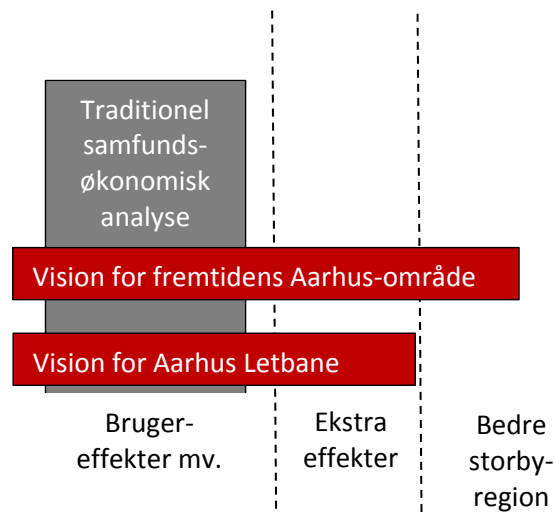 Traditionel
samfunds-
økonomisk
analyse
Vision for fremtidens Aarhus-område
Vision for Aarhus Letbane
Bruger-
effekter mv.
Ekstra
effekter
Bedre
storby-
region